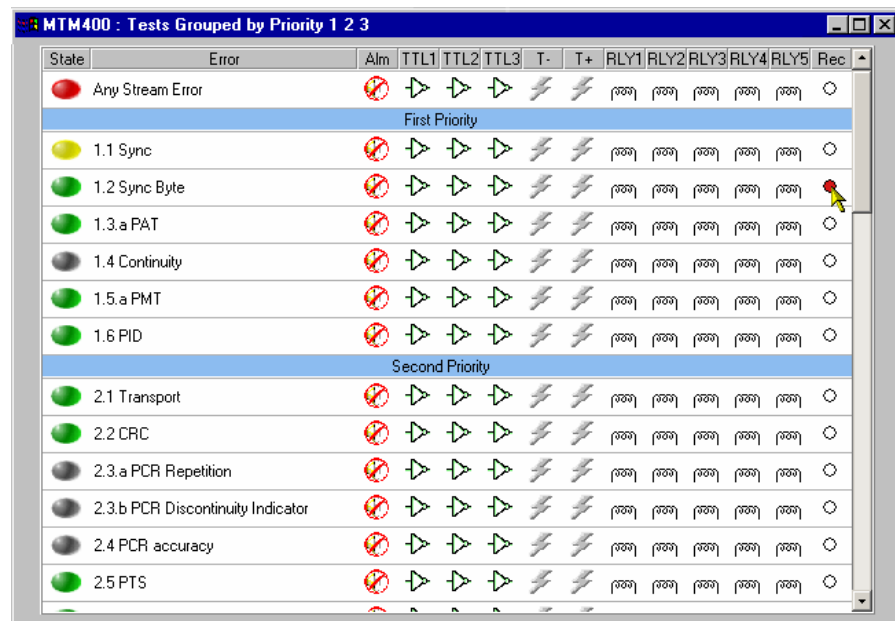 MTM400 : Tests Grouped by Priority 1 2 3
State Error Alm TTL1 TTL2 TTL3 T- T+ RLY1 RLY2 RLY3 RLY4 RLY5 Rec
Any Stream Error
First Priority
1.1 Sync
1.2 Sync Byte
1.3.a PAT
1.4 Continuity
1.5.a PMT
1.6 PID
Second Priority
2.1 Transport
2.2 CRC
2.3.a PCR Repetition
2.3.b PCR Discontinuity Indicator
2.4 PCR accuracy
2.5 PTS